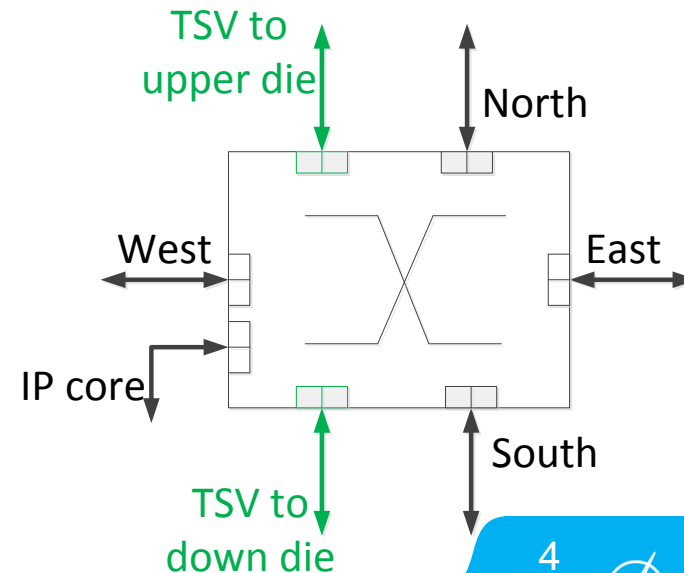 TSV to
upper die
North
West
East
IP core
South
TSV to
down die
4